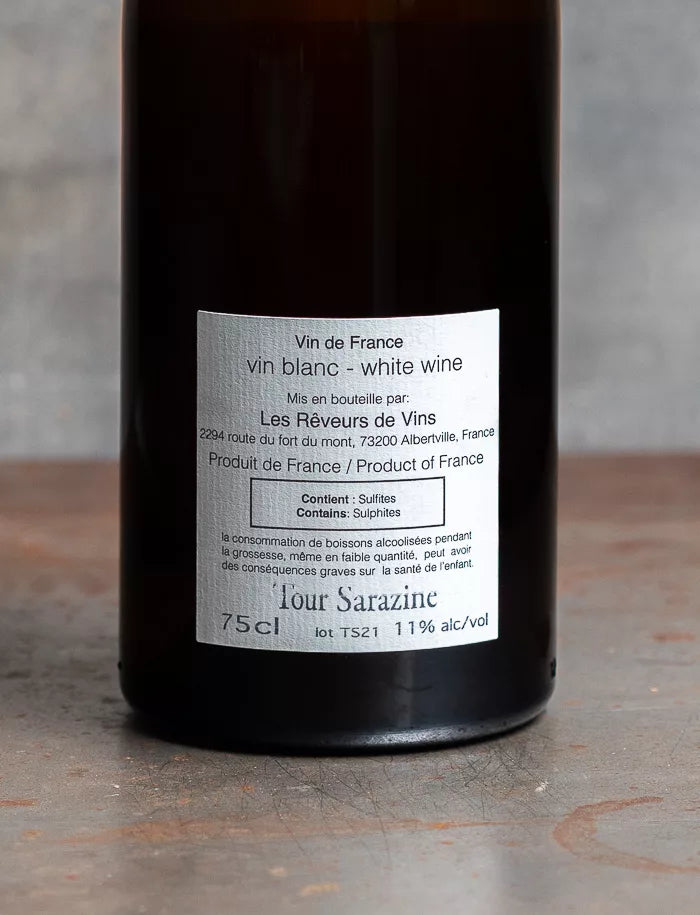 Vin de France
vin blanc - white wine
Mis en bouteille par:
Les Rêveurs de Vins
2294 route du fort du mont, 73200 Albertville, France
Produit de France / Product of France
Contient : Sulfites
Contains: Sulphites
la consommation de boissons alcoolisées pendant
la grossesse, même en faible quantité, peut avoir
des conséquences graves sur la santé de l'enfant.
Tour Sarazine
75cl lot TS21 11% alc/vol